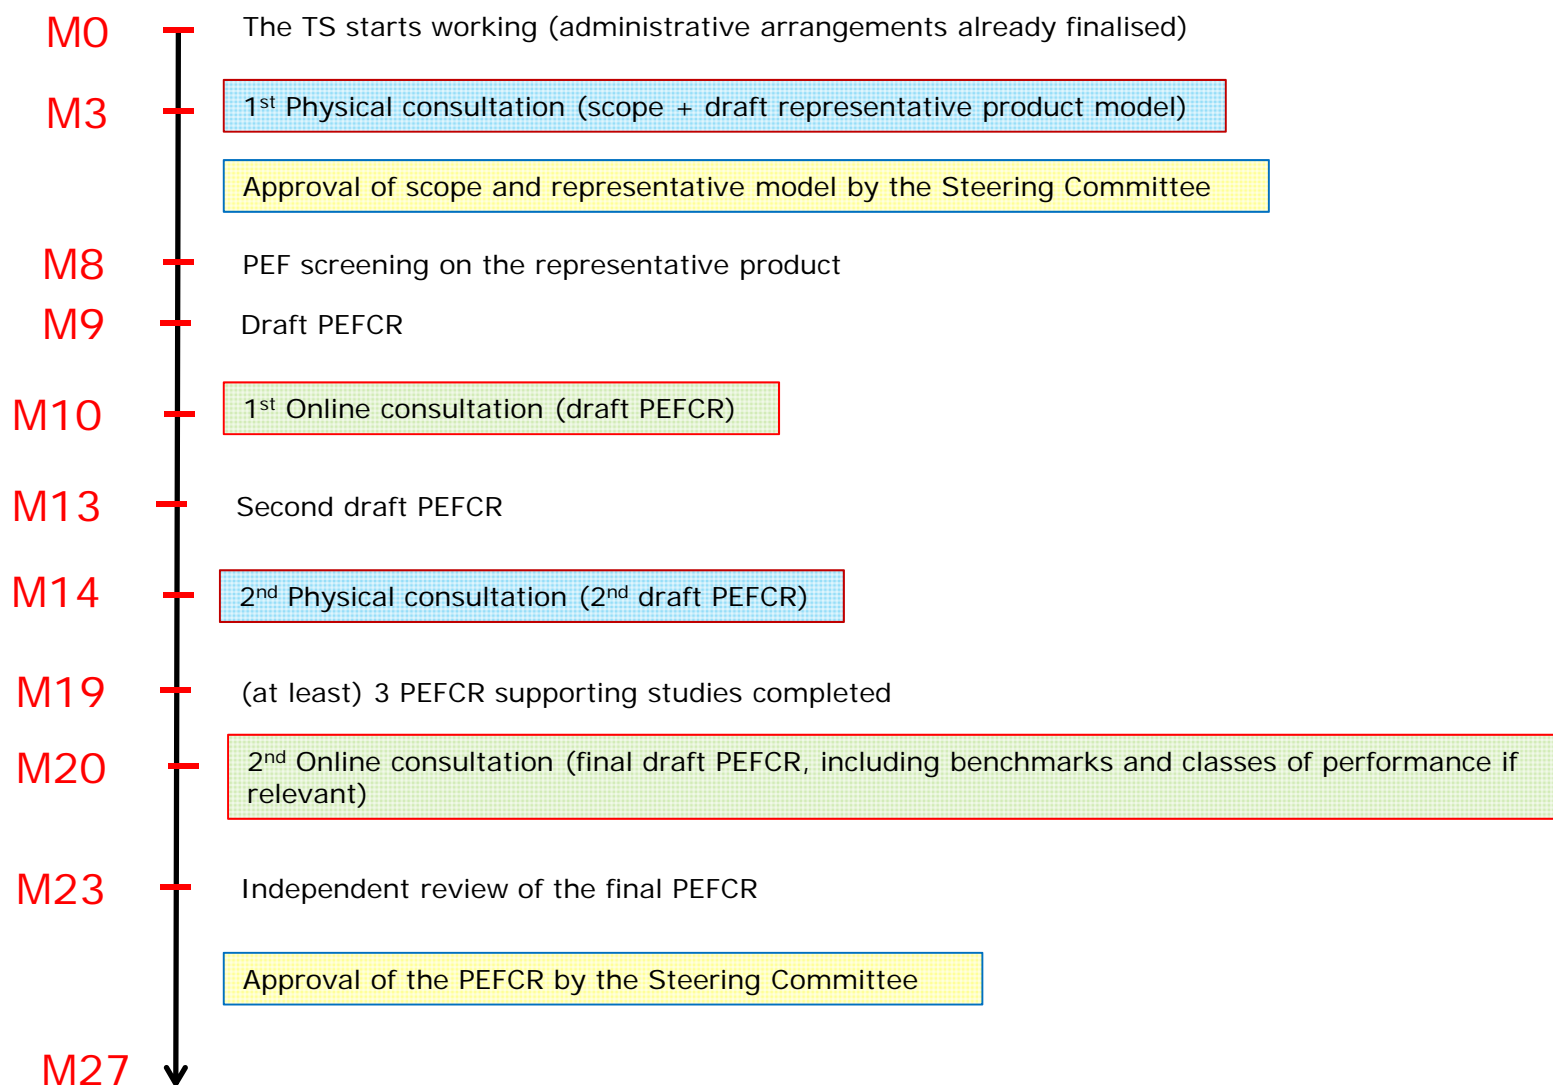 M0 The TS starts working (administrative arrangements already finalised)
M3 1st Physical consultation (scope + draft representative product model)
Approval of scope and representative model by the Steering Committee
M8 PEF screening on the representative product
M9 Draft PEFCR
M10 1st Online consultation (draft PEFCR)
M13 Second draft PEFCR
M14 2nd Physical consultation (2nd draft PEFCR)
M19 (at least) 3 PEFCR supporting studies completed
M20 2nd Online consultation (final draft PEFCR, including benchmarks and classes of performance if
relevant)
M23 Independent review of the final PEFCR
Approval of the PEFCR by the Steering Committee
M27